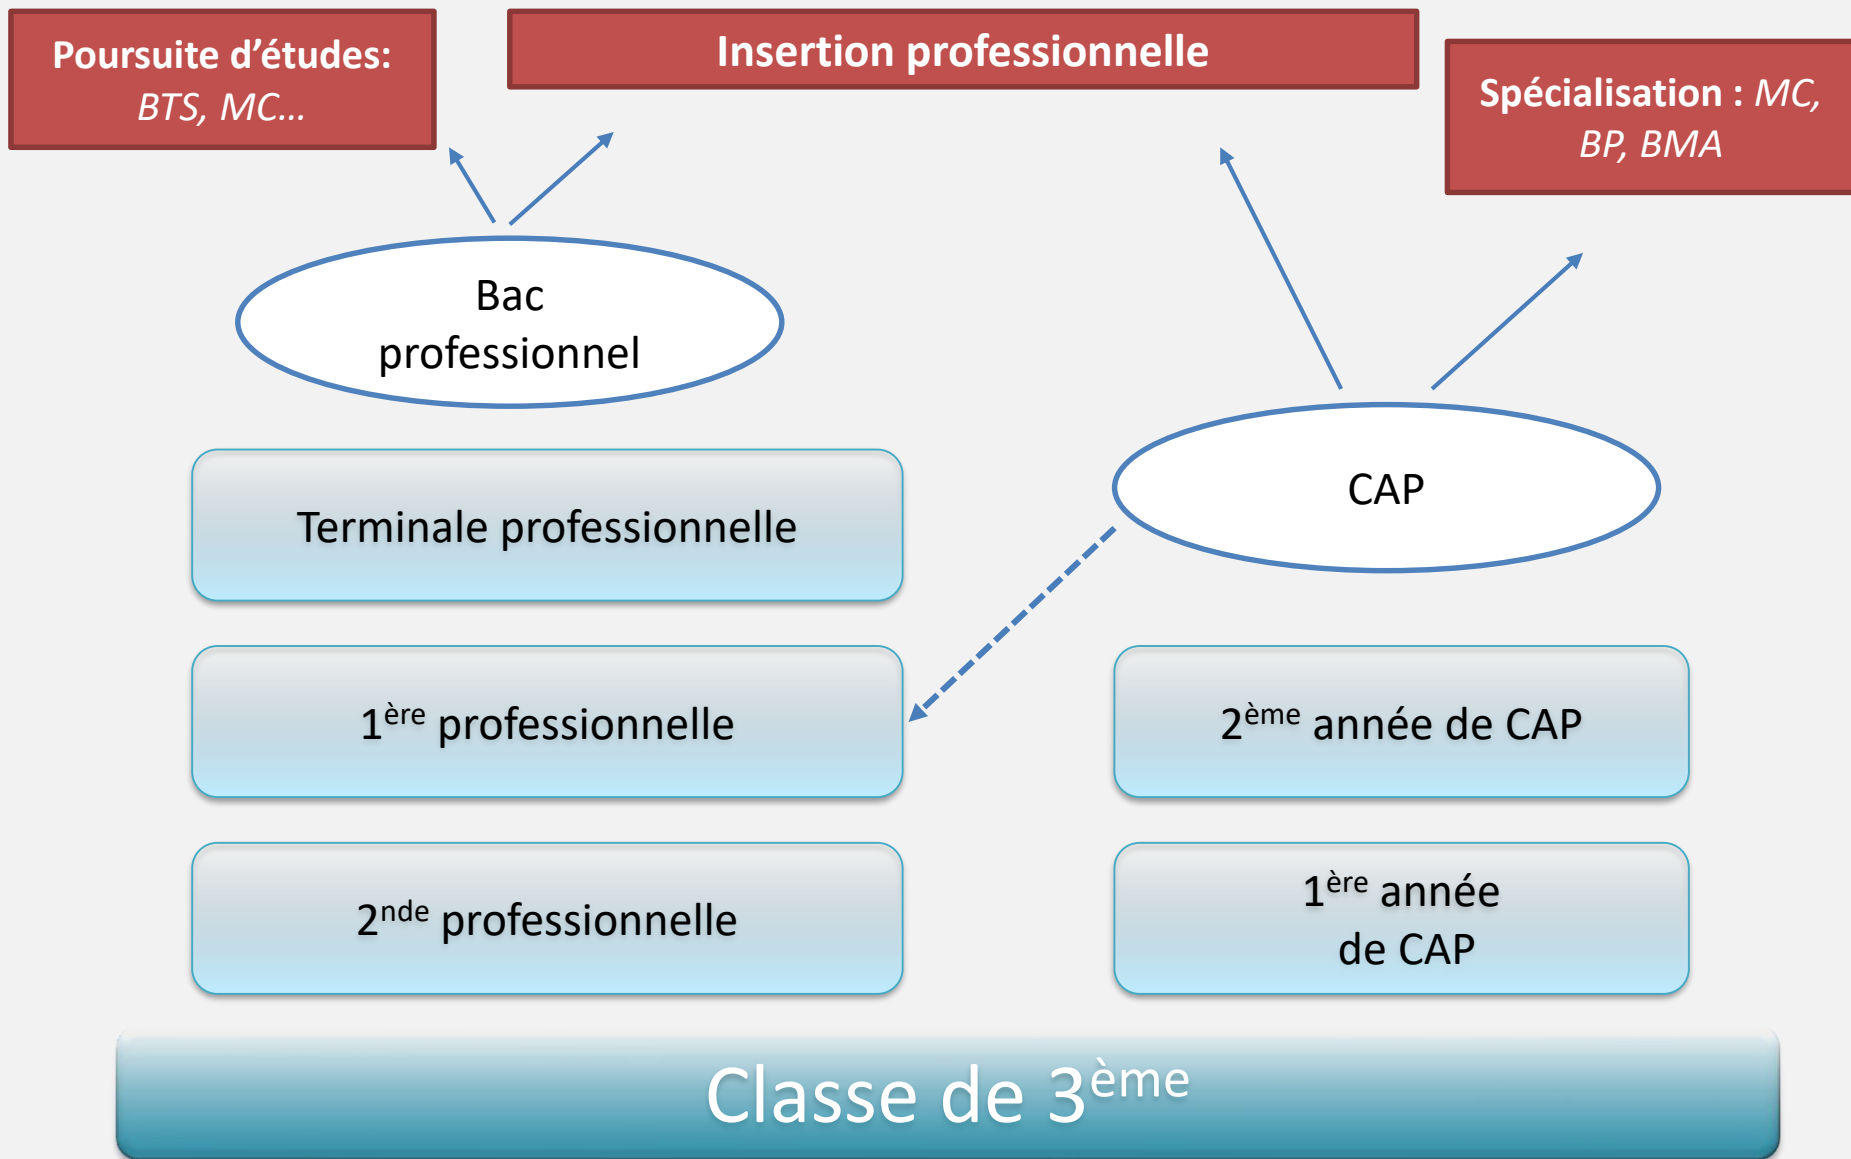 Poursuite d’études:
BTS, MC…
Insertion professionnelle
Spécialisation : MC,
BP, BMA
Bac
professionnel
CAP
Terminale professionnelle
1ère professionnelle
2ème année de CAP
2nde professionnelle
1ère année
de CAP
Classe de 3ème